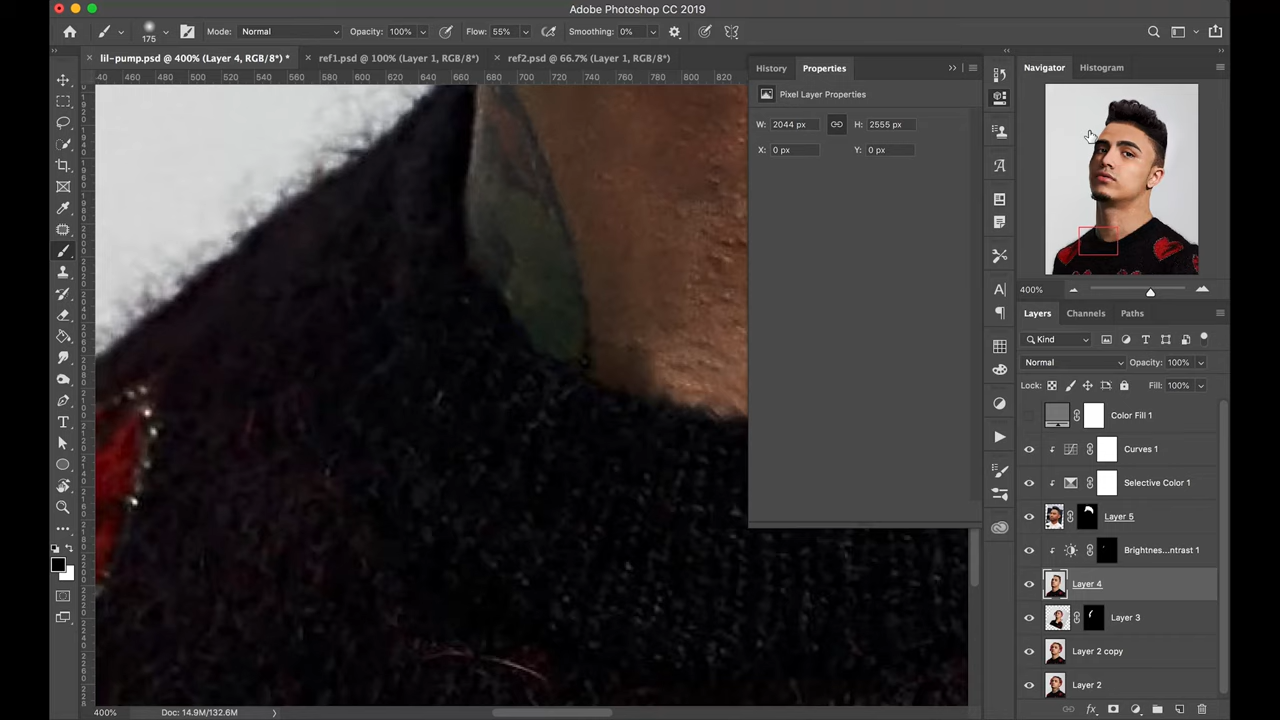 Adobe Photoshop CC 2019
175
Mode: Normal
Opacity: 100%
Flow: 55%
Smoothing: 0%
lil-pump.psd @ 400% (Layer 4, RGB/8*) *
ref1.psd @ 100% (Layer 1, RGB/8*)
ref2.psd @ 66.7% (Layer 1, RGB/8*)
460 480 500 520 540 560 580 600 620 640 660 680 700 720 740 760 780 800 820
History
Properties
Pixel Layer Properties
W: 2044 px
H: 2555 px
X: 0 px
Y: 0 px
Navigator
Histogram
400%
Layers
Channels
Paths
Kind
Normal
Opacity: 100%
Lock:
Fill: 100%
Color Fill 1
Curves 1
Selective Color 1
Layer 5
Brightnes...ntrast 1
Layer 4
Layer 3
Layer 2 copy
Layer 2
fx
400%
Doc: 14.9M/132.6M